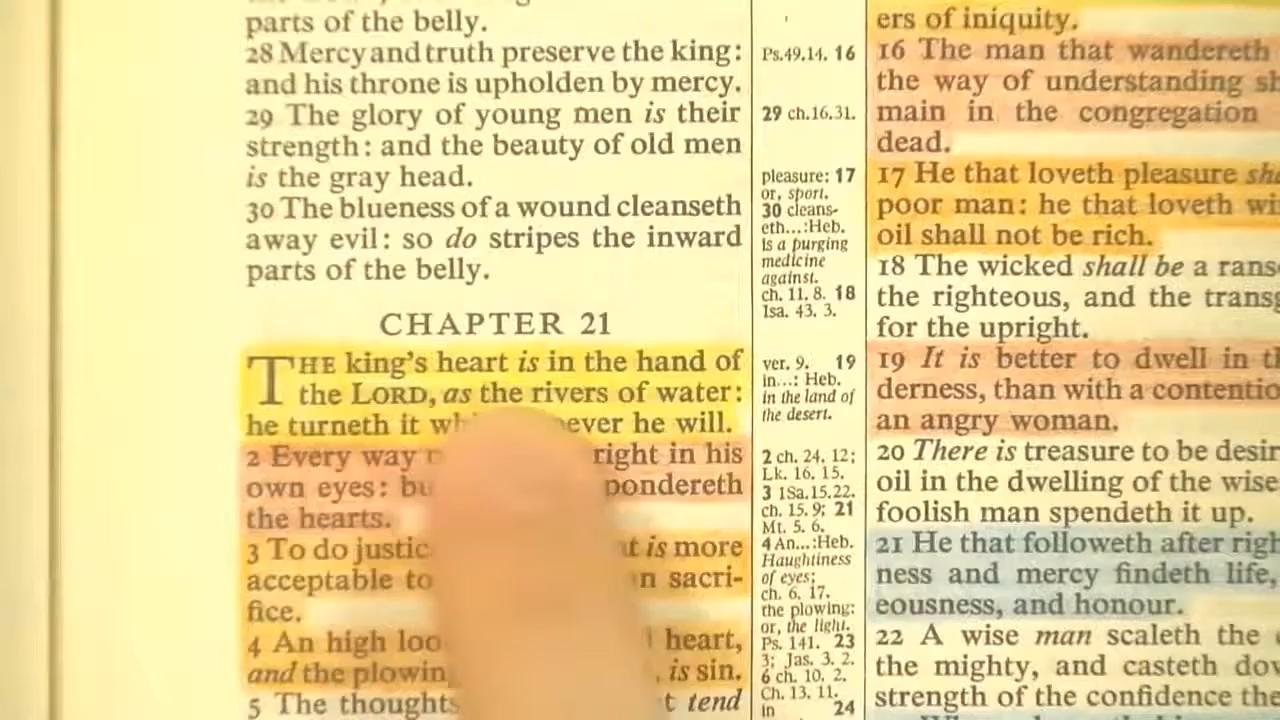 parts of the belly.
28 Mercy and truth preserve the king:
and his throne is upholden by mercy.
29 The glory of young men is their
strength: and the beauty of old men
is the gray head.
30 The blueness of a wound cleanseth
away evil: so do stripes the inward
parts of the belly.
CHAPTER 21
THE king's heart is in the hand of
the LORD, as the rivers of water:
he turneth it ever he will.
2 Every way right in his
own eyes: pondereth
the hearts.
3 To do justic is more
acceptable to sacri-
fice.
4 An high loo heart,
and the plowin is sin.
5 The thoughts tend
Ps.49.14. 16
29 ch.16.31.
pleasure: 17
or, sport.
30 cleans-
eth...:Heb.
Is a purging
medicine
against.
ch. 11. 8. 18
Isa. 43. 3.
ver. 9. 19
in...: Heb.
in the land of
the desert.
2 ch. 24. 12;
Lk. 16. 15.
3 1Sa.15.22.
ch. 15. 9; 21
Mt. 5. 6.
4 An...:Heb.
Haughtiness
of eyes;
ch. 6. 17.
the plowing:
or, the light.
Ps. 141. 23
3; Jas. 3. 2.
6 ch. 10. 2.
Ch. 13. 11.
in 24
ers of iniquity.
16 The man that wandereth
the way of understanding sh
main in the congregation
dead.
17 He that loveth pleasure sha
poor man: he that loveth wi
oil shall not be rich.
18 The wicked shall be a rans
the righteous, and the trans
for the upright.
19 It is better to dwell in th
derness, than with a contentio
an angry woman.
20 There is treasure to be desir
oil in the dwelling of the wise
foolish man spendeth it up.
21 He that followeth after righ
ness and mercy findeth life,
eousness, and honour.
22 A wise man scaleth the
the mighty, and casteth dow
strength of the confidence the